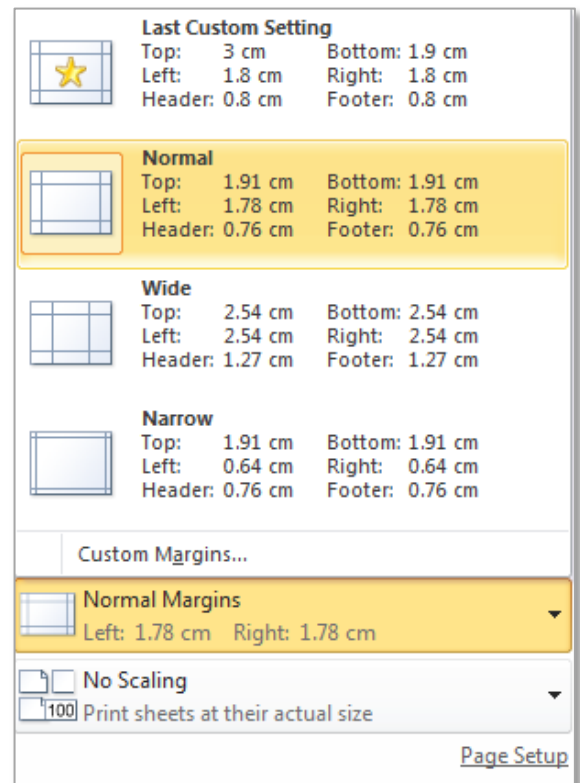 Last Custom Setting
Top: 3 cm Bottom: 1.9 cm
Left: 1.8 cm Right: 1.8 cm
Header: 0.8 cm Footer: 0.8 cm
Normal
Top: 1.91 cm Bottom: 1.91 cm
Left: 1.78 cm Right: 1.78 cm
Header: 0.76 cm Footer: 0.76 cm
Wide
Top: 2.54 cm Bottom: 2.54 cm
Left: 2.54 cm Right: 2.54 cm
Header: 1.27 cm Footer: 1.27 cm
Narrow
Top: 1.91 cm Bottom: 1.91 cm
Left: 0.64 cm Right: 0.64 cm
Header: 0.76 cm Footer: 0.76 cm
Custom Margins...
Normal Margins
Left: 1.78 cm Right: 1.78 cm
No Scaling
100 Print sheets at their actual size
Page Setup